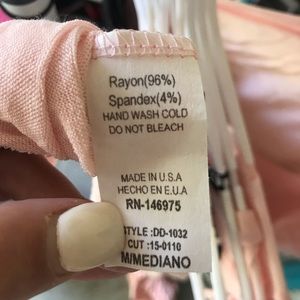 Rayon(96%)
Spandex(4%)
HAND WASH COLD
DO NOT BLEACH
MADE IN U.S.A
HECHO EN E.U.A
RN-146975
STYLE : DD-1032
CUT : 15-0110
M/MEDIANO